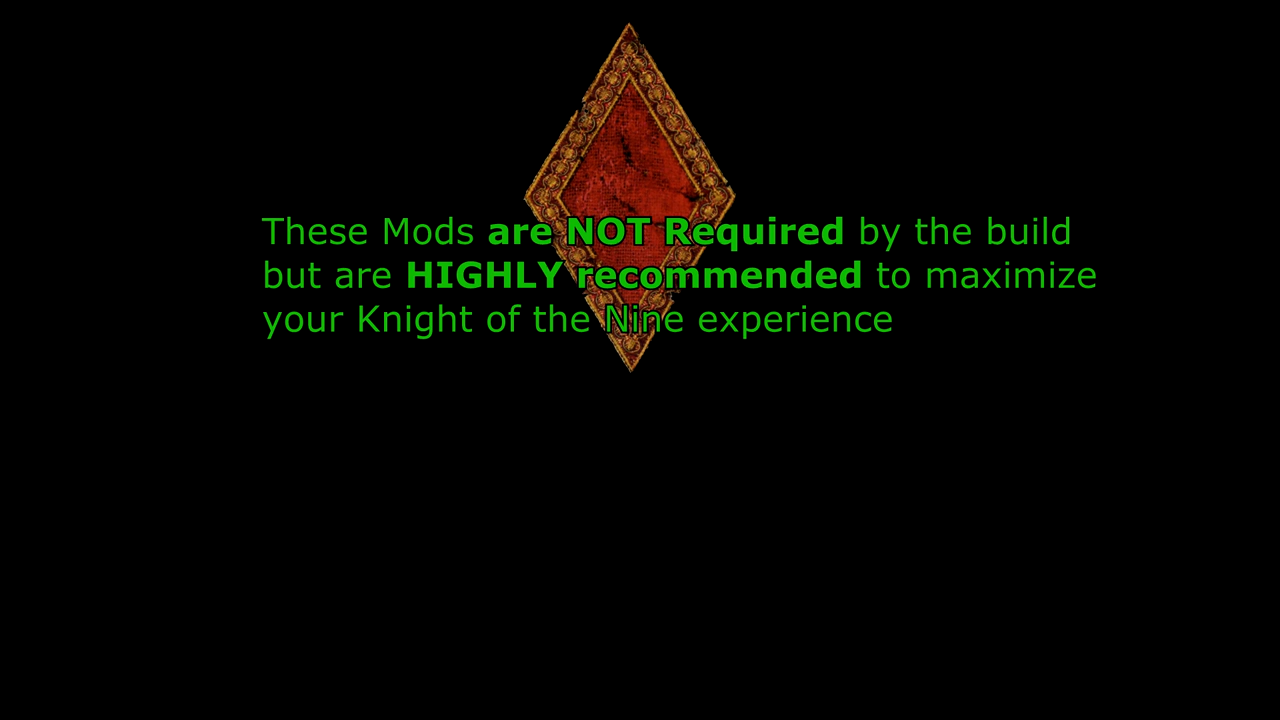 These Mods are NOT Required by the build
but are HIGHLY recommended to maximize
your Knight of the Nine experience